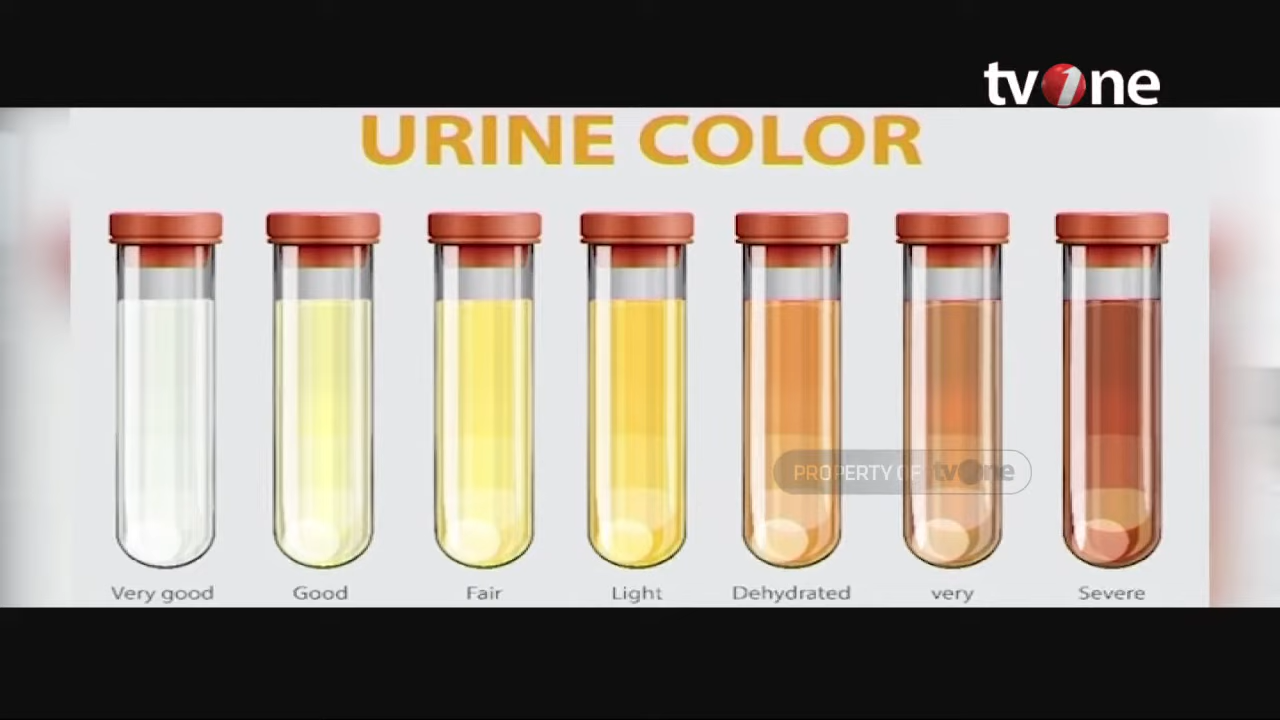 tvOne
URINE COLOR
PROPERTY OF tvOne
Very good
Good
Fair
Light
Dehydrated
very
Severe